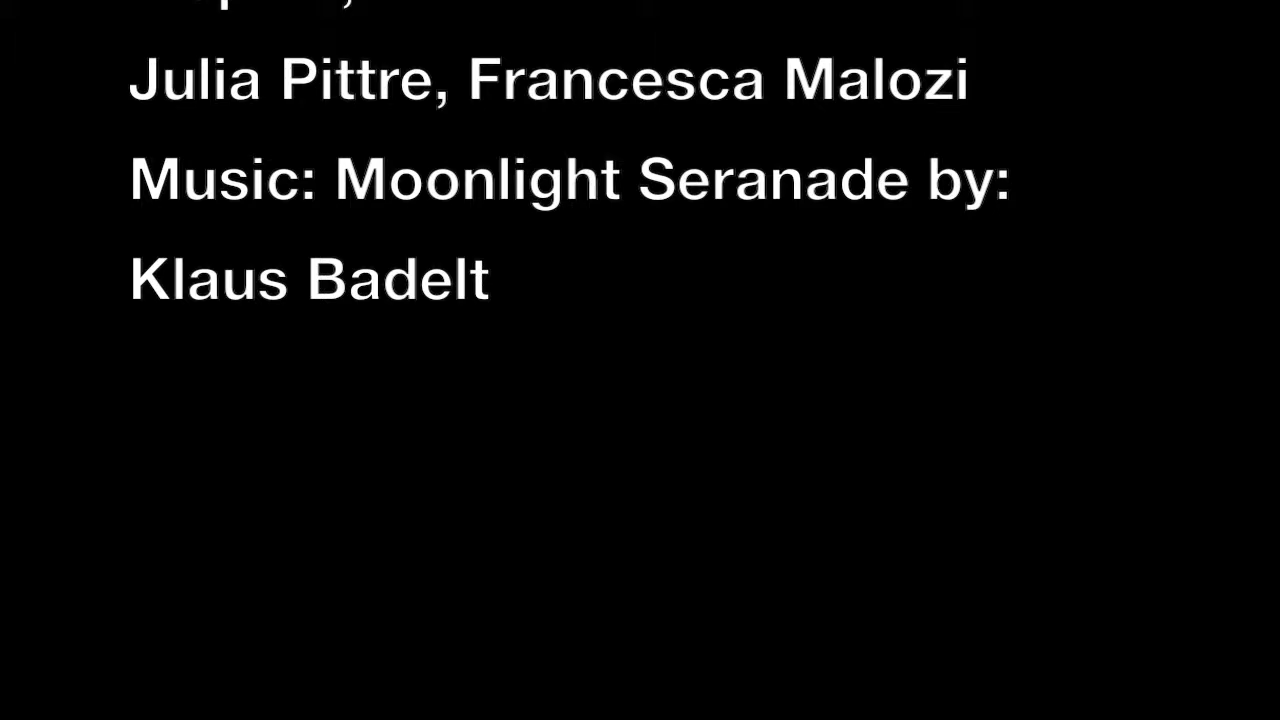 Julia Pittre, Francesca Malozi
Music: Moonlight Seranade by:
Klaus Badelt